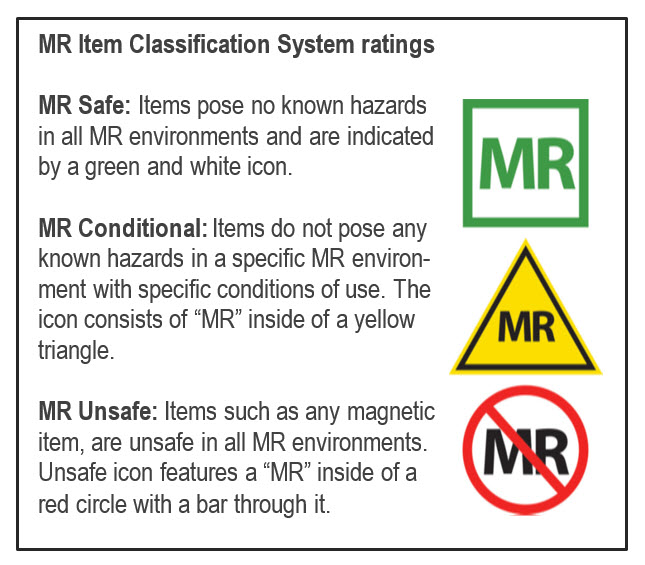 MR Item Classification System ratings
MR Safe: Items pose no known hazards
in all MR environments and are indicated
by a green and white icon.
MR
MR Conditional: Items do not pose any
known hazards in a specific MR environ-
ment with specific conditions of use. The
icon consists of “MR” inside of a yellow
triangle.
MR
MR Unsafe: Items such as any magnetic
item, are unsafe in all MR environments.
Unsafe icon features a “MR” inside of a
red circle with a bar through it.
MR